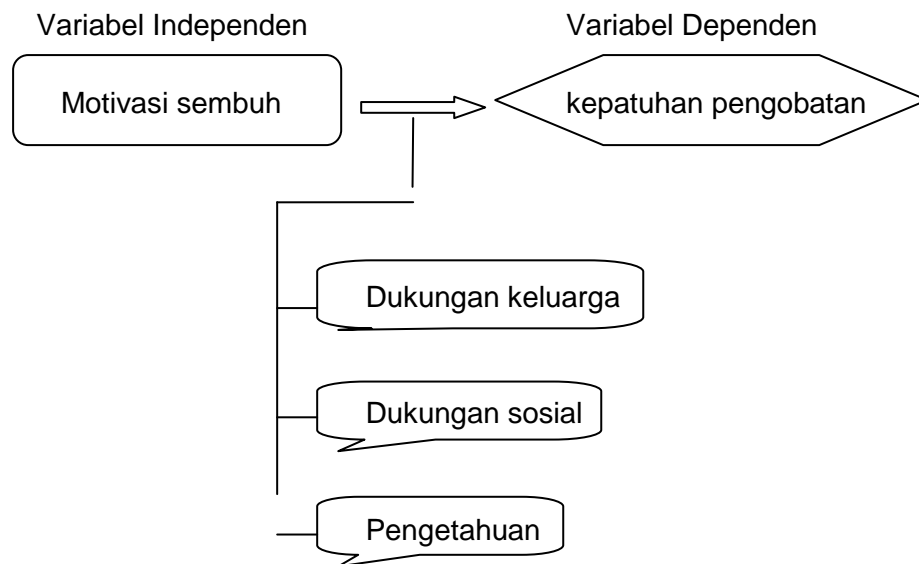 Variabel Independen
Variabel Dependen
Motivasi sembuh
kepatuhan pengobatan
Dukungan keluarga
Dukungan sosial
Pengetahuan